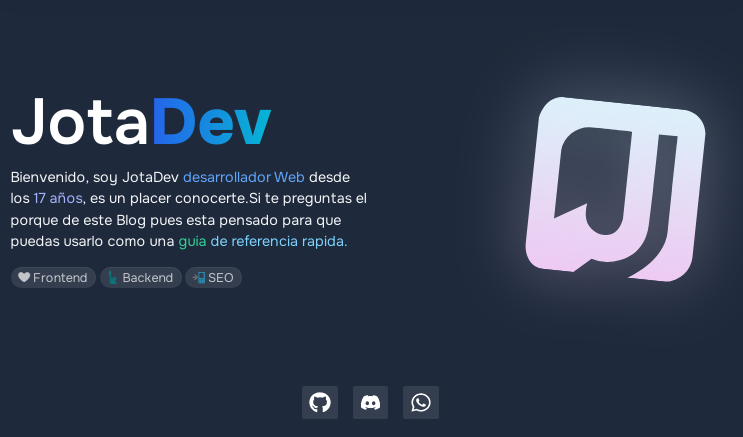 JotaDev
Bienvenido, soy JotaDev desarrollador Web desde
los 17 años, es un placer conocerte.Si te preguntas el
porque de este Blog pues esta pensado para que
puedas usarlo como una guia de referencia rapida.
Frontend Backend SEO